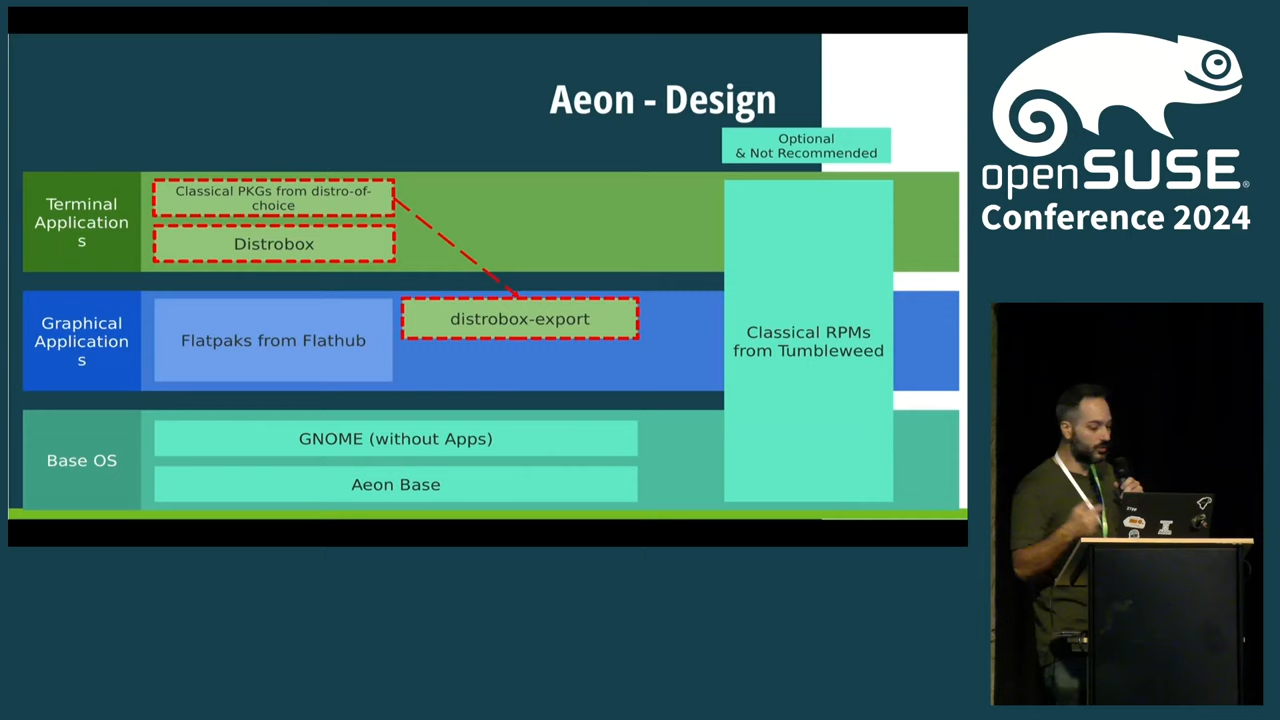 Aeon - Design
Optional
& Not Recommended
Terminal
Application
s
Classical PKGs from distro-of-
choice
Distrobox
Graphical
Application
s
Flatpaks from Flathub
distrobox-export
Classical RPMs
from Tumbleweed
Base OS
GNOME (without Apps)
Aeon Base
openSUSE®
Conference 2024